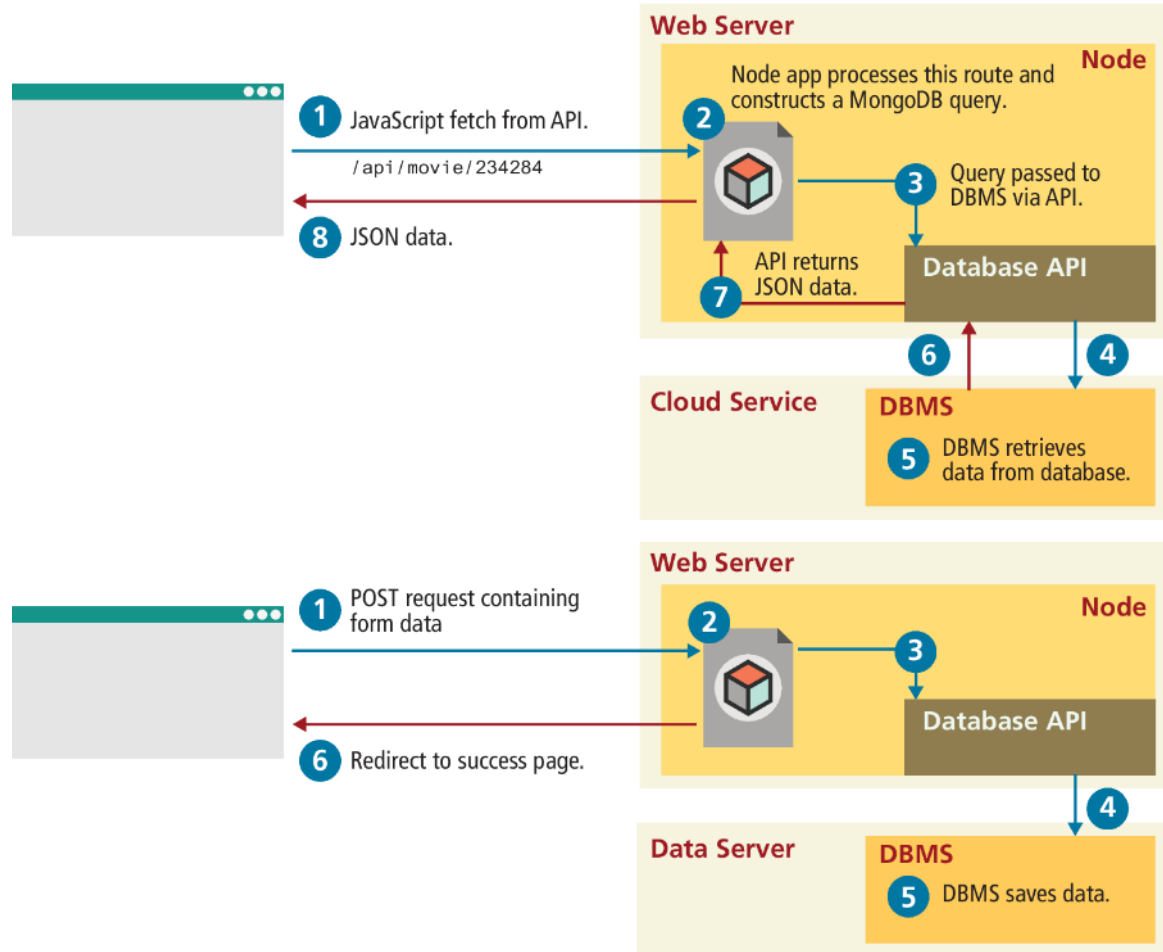 Web Server
Node
Node app processes this route and
constructs a MongoDB query.
1
JavaScript fetch from API.
/api/movie/234284
2
3
Query passed to
DBMS via API.
8
JSON data.
Database API
API returns
JSON data.
7
6
4
Cloud Service
DBMS
5
DBMS retrieves
data from database.
Web Server
Node
1
POST request containing
form data
2
3
Database API
6
Redirect to success page.
4
Data Server
DBMS
5
DBMS saves data.